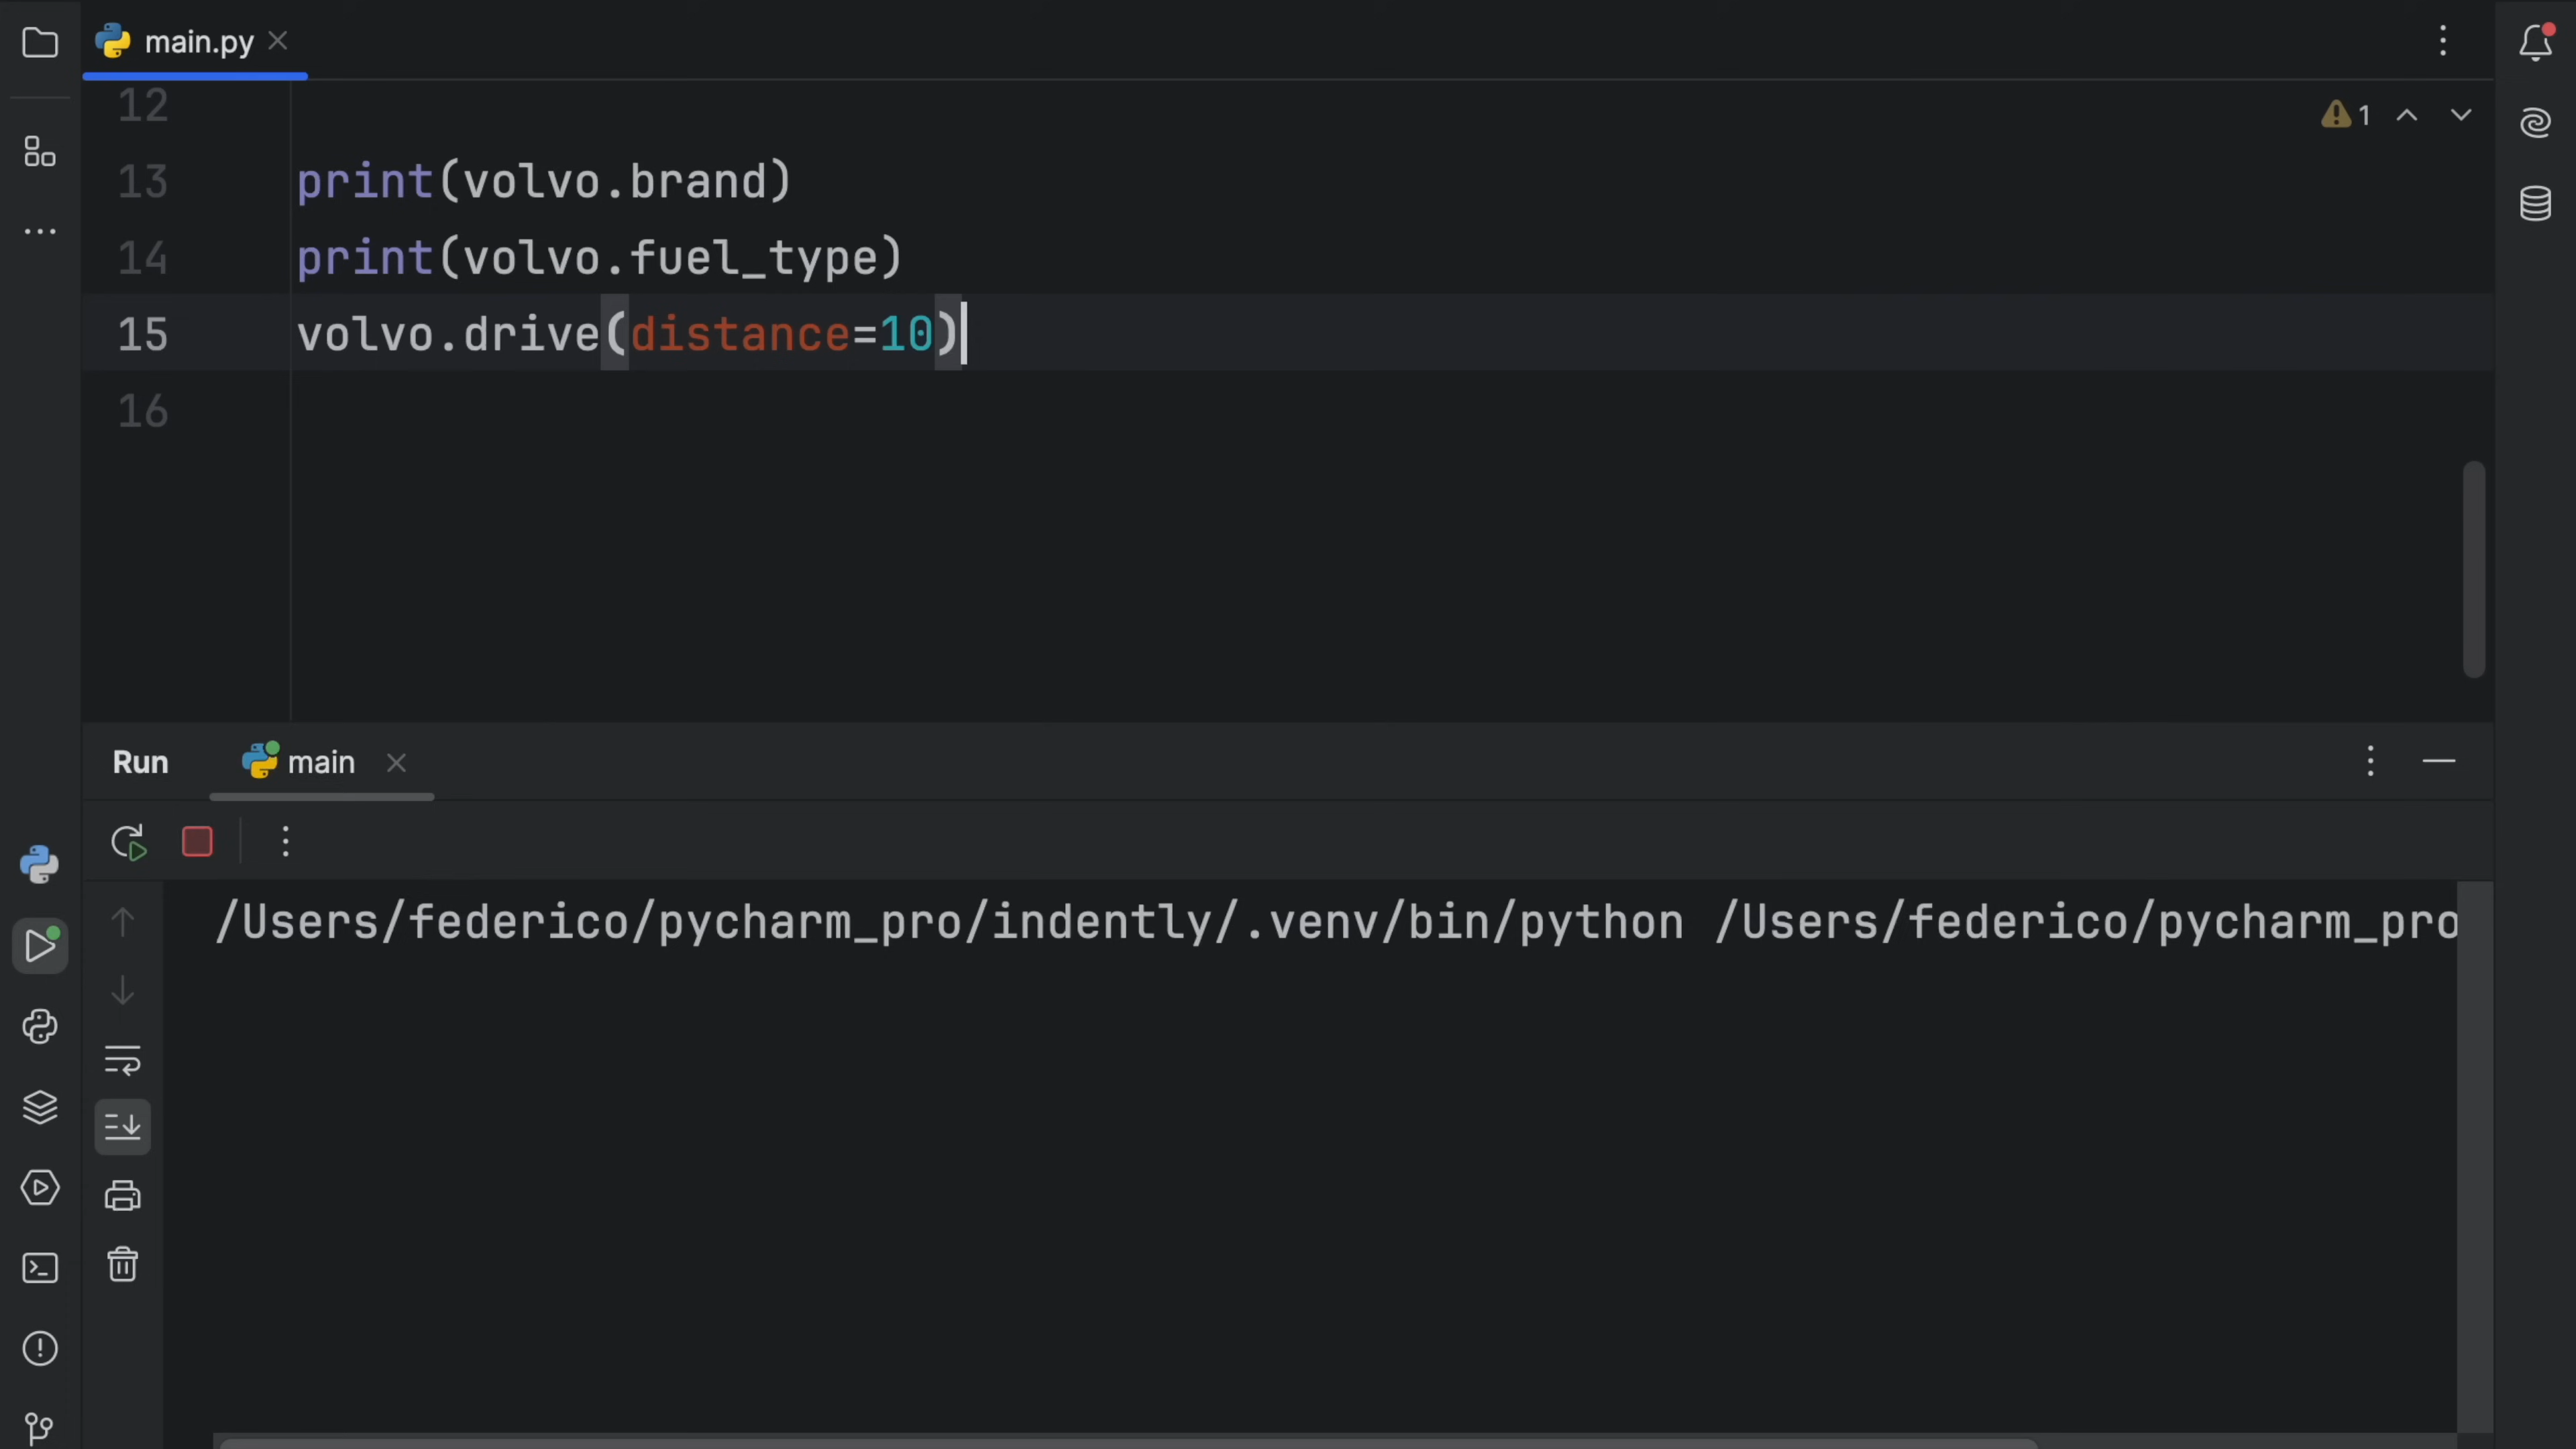 main.py
1
12
13 print(volvo.brand)
14 print(volvo.fuel_type)
15 volvo.drive(distance=10)
16
Run main
/Users/federico/pycharm_pro/indently/.venv/bin/python /Users/federico/pycharm_pro